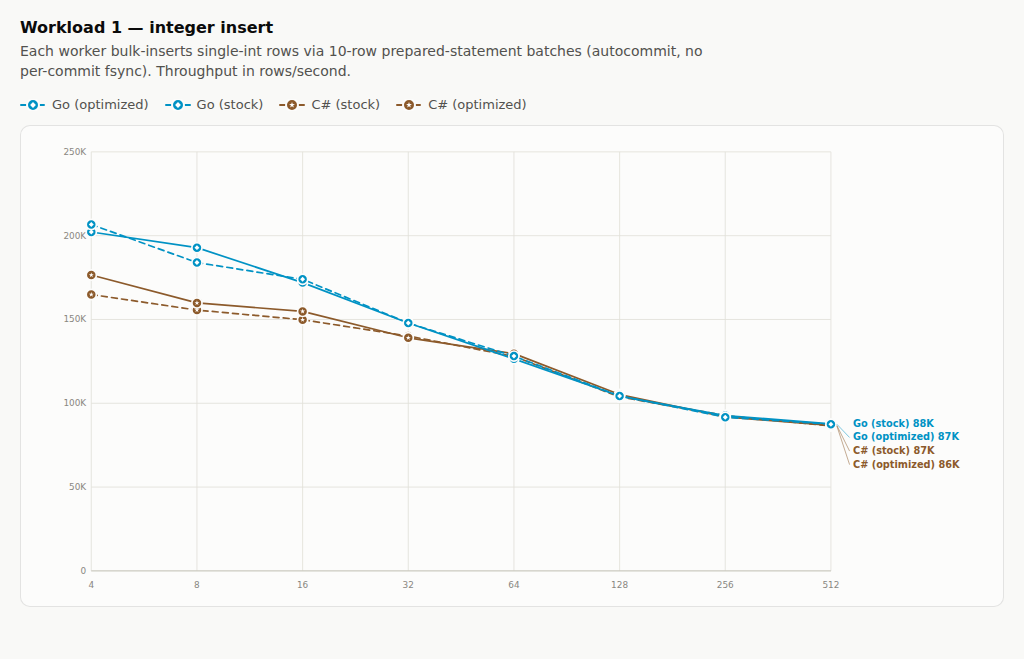 Workload 1 — integer insert
Each worker bulk-inserts single-int rows via 10-row prepared-statement batches (autocommit, no
per-commit fsync). Throughput in rows/second.
Go (optimized) Go (stock) C# (stock) C# (optimized)
250K
200K
150K
100K
50K
0
4 8 16 32 64 128 256 512
Go (stock) 88K
Go (optimized) 87K
C# (stock) 87K
C# (optimized) 86K